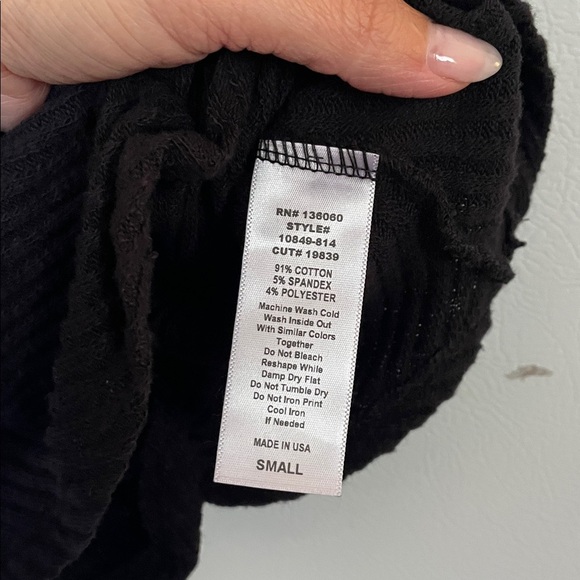 RN# 136060
STYLE#
10849-814
CUT# 19839
91% COTTON
5% SPANDEX
4% POLYESTER
Machine Wash Cold
Wash Inside Out
With Similar Colors
Together
Do Not Bleach
Reshape While
Damp Dry Flat
Do Not Tumble Dry
Do Not Iron Print
Cool Iron
If Needed
MADE IN USA
SMALL